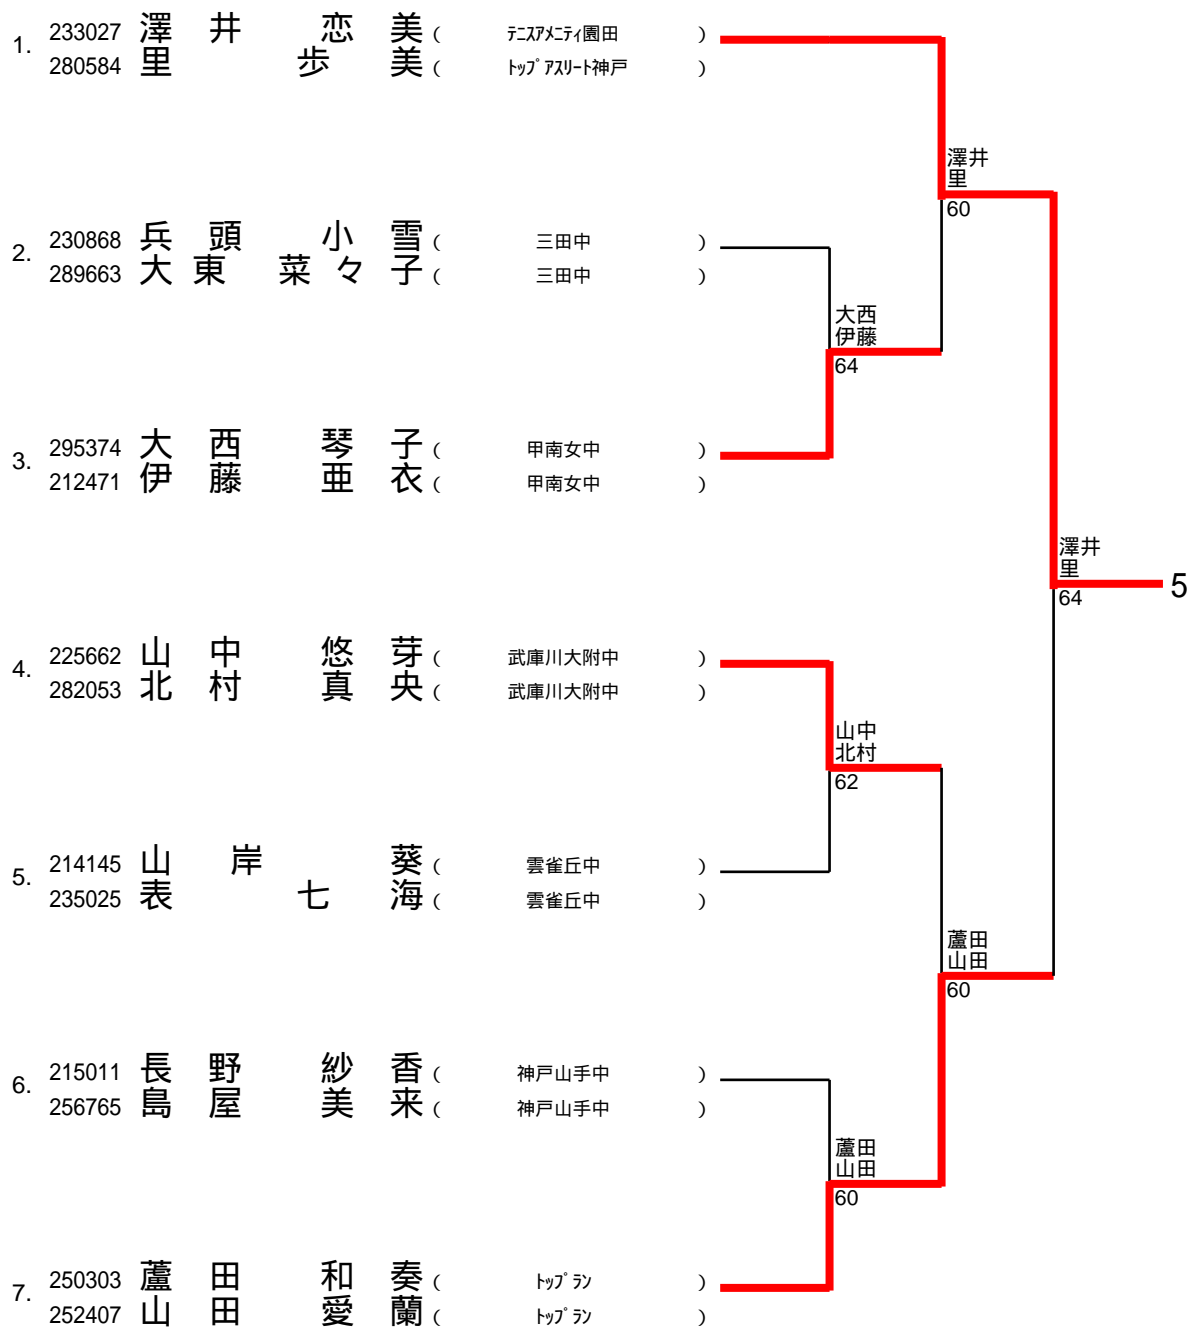 1. 233027 澤井 恋美 ( テニスアメニティ園田 )
280584 里 歩美 ( トップアスリート神戸 )
澤井
里
60
2. 230868 兵頭 小雪 ( 三田中 )
289663 大東 菜々子 ( 三田中 )
大西
伊藤
64
3. 295374 大西 琴子 ( 甲南女中 )
212471 伊藤 亜衣 ( 甲南女中 )
澤井
里
64
5
4. 225662 山中 悠芽 ( 武庫川大附中 )
282053 北村 真央 ( 武庫川大附中 )
山中
北村
62
5. 214145 山岸 葵 ( 雲雀丘中 )
235025 表 七海 ( 雲雀丘中 )
蘆田
山田
60
6. 215011 長野 紗香 ( 神戸山手中 )
256765 島屋 美来 ( 神戸山手中 )
蘆田
山田
60
7. 250303 蘆田 和奏 ( トップラン )
252407 山田 愛蘭 ( トップラン )